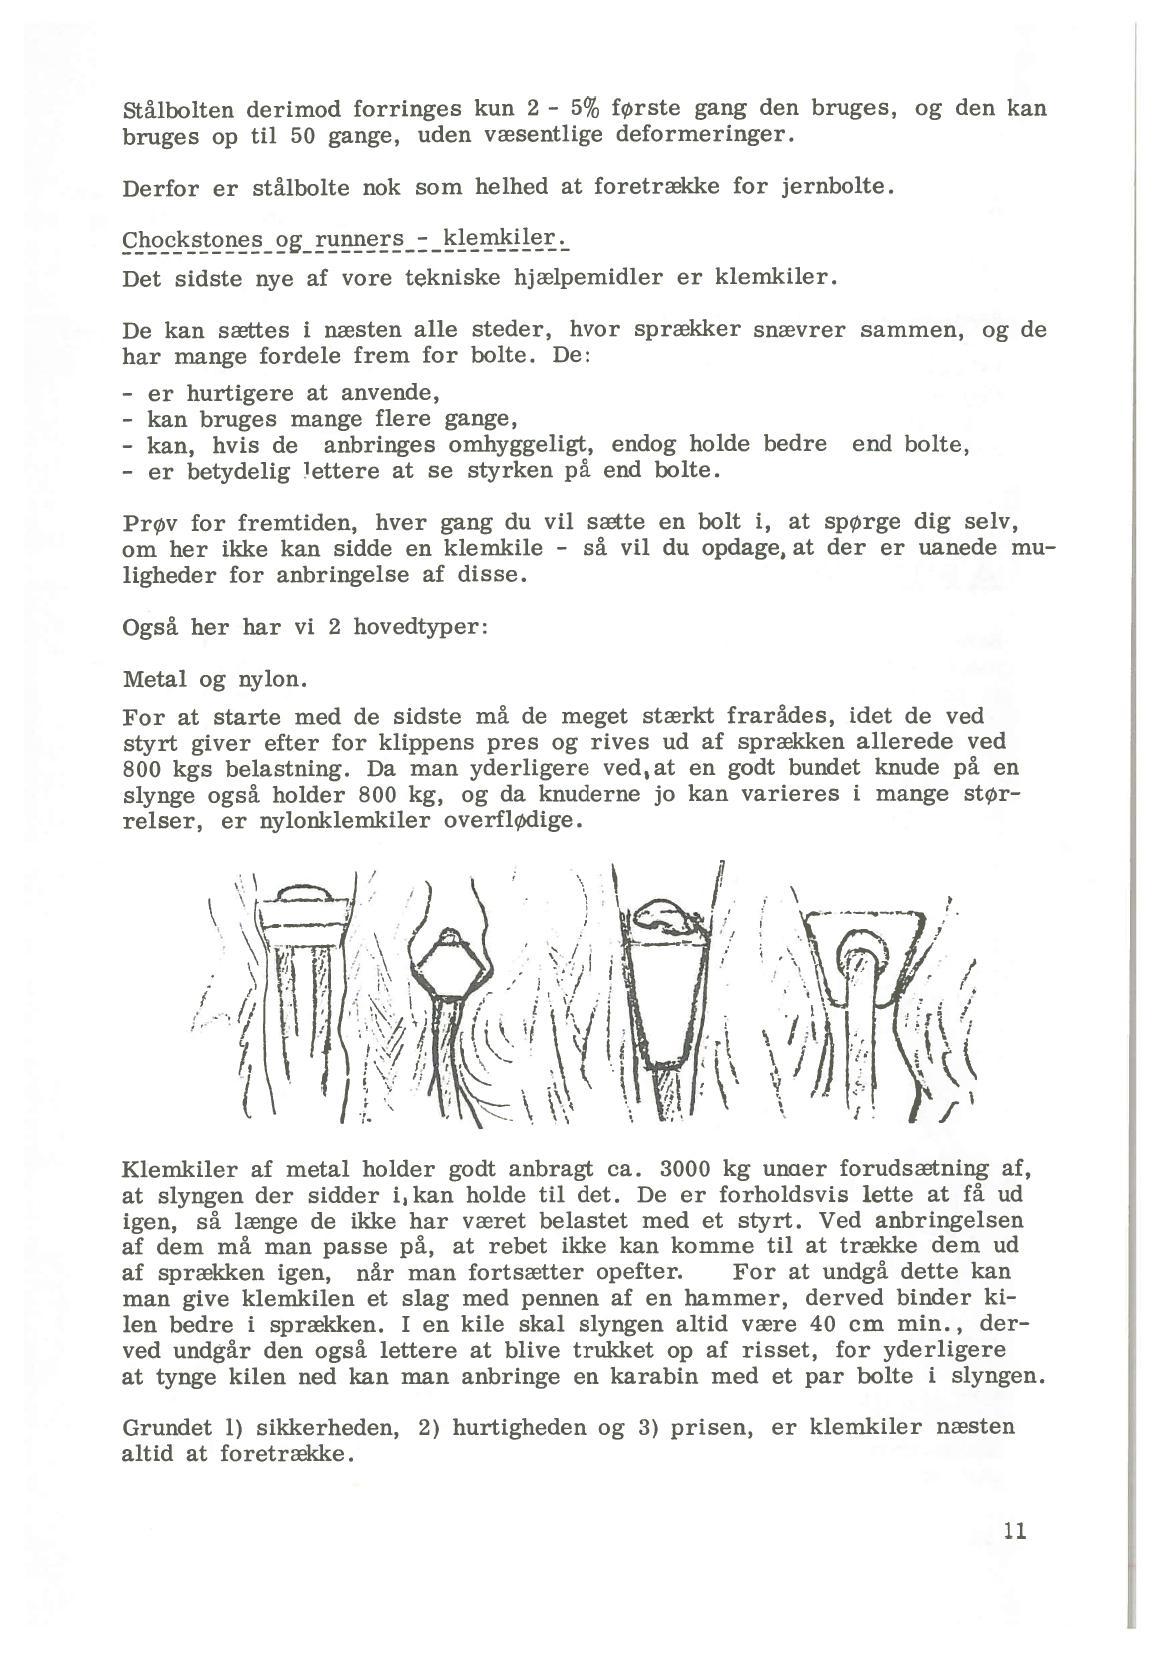 Stålbolten derimod forringes kun 2 - 5% første gang den bruges, og den kan
bruges op til 50 gange, uden væsentlige deformeringer.
Derfor er stålbolte nok som helhed at foretrække for jernbolte.
Chockstones og runners - klemkiler.
Det sidste nye af vore tekniske hjælpemidler er klemkiler.
De kan sættes i næsten alle steder, hvor sprækker snævrer sammen, og de
har mange fordele frem for bolte. De:
- er hurtigere at anvende,
- kan bruges mange flere gange,
- kan, hvis de anbringes omhyggeligt, endog holde bedre end bolte,
- er betydelig lettere at se styrken på end bolte.
Prøv for fremtiden, hver gang du vil sætte en bolt i, at spørge dig selv,
om her ikke kan sidde en klemkile - så vil du opdage, at der er uanede mu-
ligheder for anbringelse af disse.
Også her har vi 2 hovedtyper:
Metal og nylon.
For at starte med de sidste må de meget stærkt frarådes, idet de ved
styrt giver efter for klippens pres og rives ud af sprækken allerede ved
800 kgs belastning. Da man yderligere ved, at en godt bundet knude på en
slynge også holder 800 kg, og da knuderne jo kan varieres i mange stør-
relser, er nylonklemkiler overflødige.
Klemkiler af metal holder godt anbragt ca. 3000 kg under forudsætning af,
at slyngen der sidder i, kan holde til det. De er forholdsvis lette at få ud
igen, så længe de ikke har været belastet med et styrt. Ved anbringelsen
af dem må man passe på, at rebet ikke kan komme til at trække dem ud
af sprækken igen, når man fortsætter opefter. For at undgå dette kan
man give klemkilen et slag med pennen af en hammer, derved binder ki-
len bedre i sprækken. I en kile skal slyngen altid være 40 cm min., der-
ved undgår den også lettere at blive trukket op af risset, for yderligere
at tynge kilen ned kan man anbringe en karabin med et par bolte i slyngen.
Grundet 1) sikkerheden, 2) hurtigheden og 3) prisen, er klemkiler næsten
altid at foretrække.
11